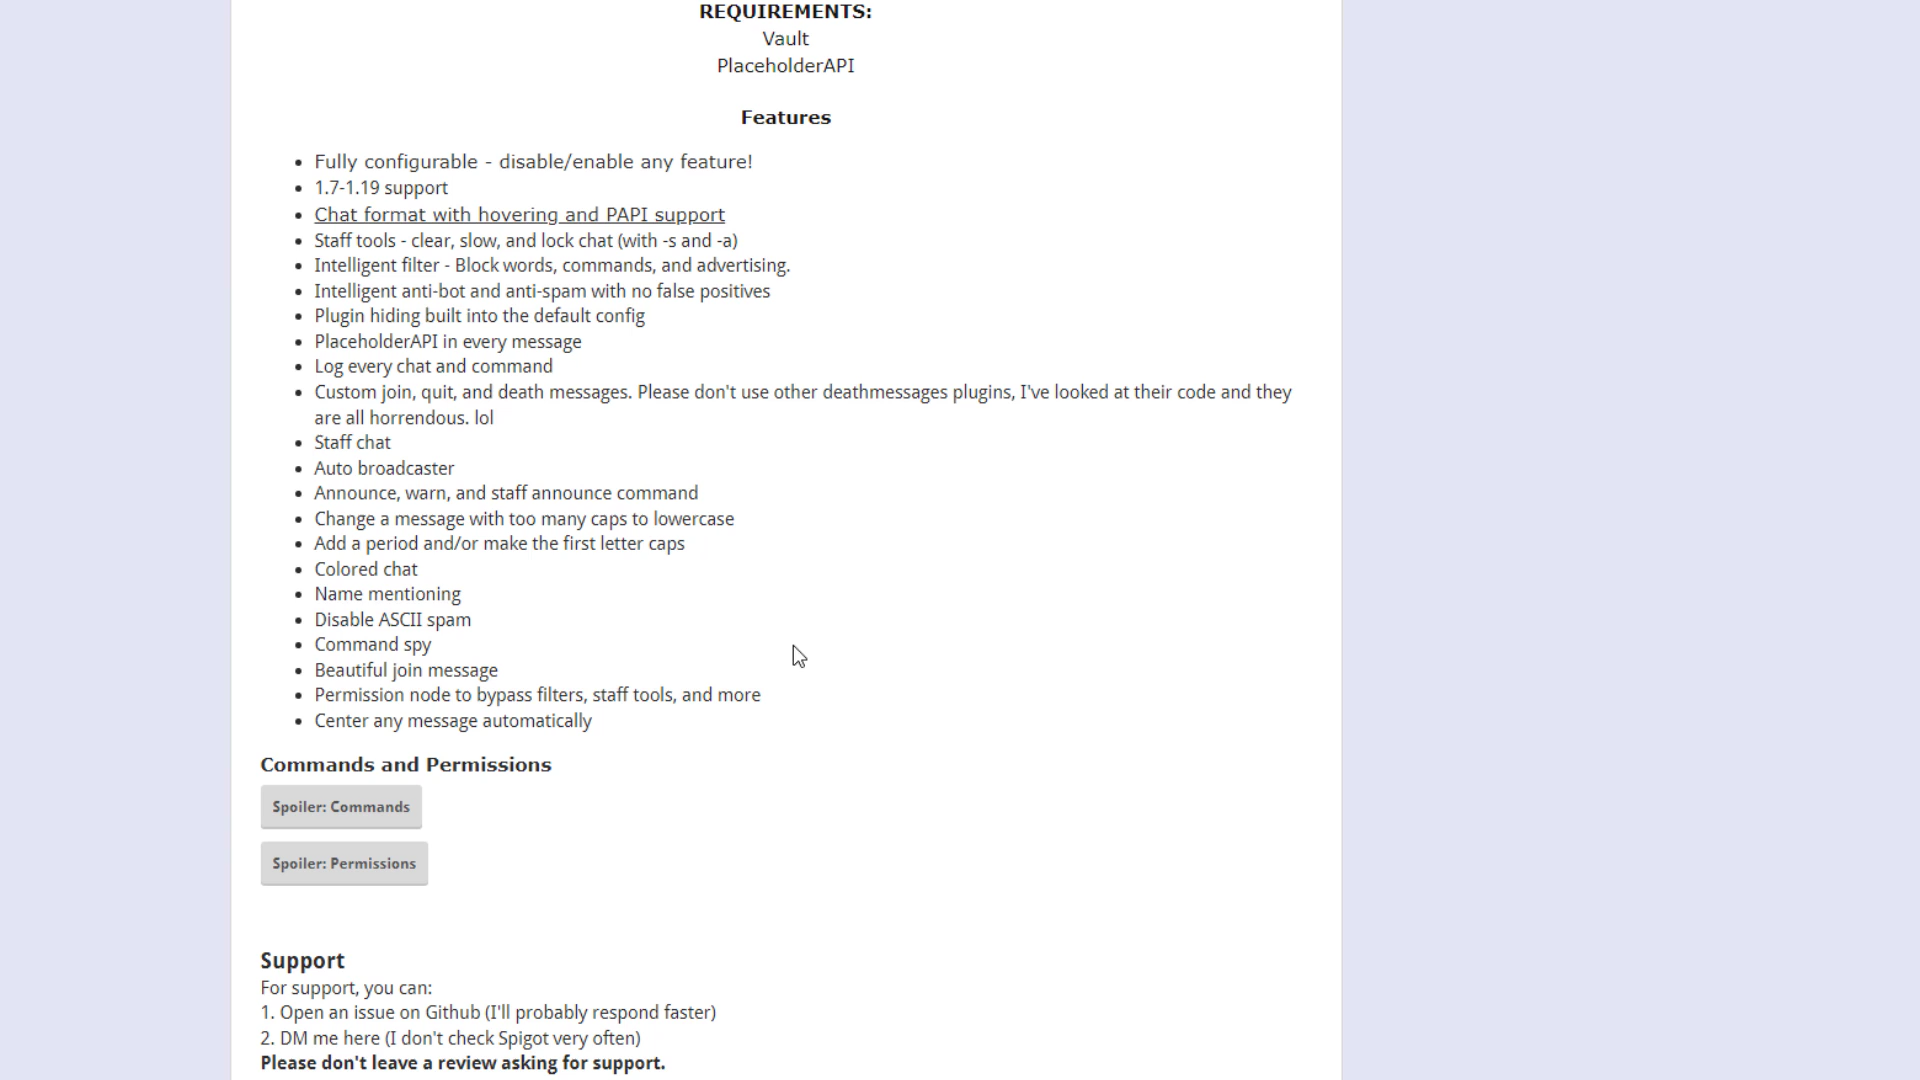 REQUIREMENTS:
Vault
PlaceholderAPI
Features
Fully configurable - disable/enable any feature!
1.7-1.19 support
Chat format with hovering and PAPI support
Staff tools - clear, slow, and lock chat (with -s and -a)
Intelligent filter - Block words, commands, and advertising.
Intelligent anti-bot and anti-spam with no false positives
Plugin hiding built into the default config
PlaceholderAPI in every message
Log every chat and command
Custom join, quit, and death messages. Please don't use other deathmessages plugins, I've looked at their code and they
are all horrendous. lol
Staff chat
Auto broadcaster
Announce, warn, and staff announce command
Change a message with too many caps to lowercase
Add a period and/or make the first letter caps
Colored chat
Name mentioning
Disable ASCII spam
Command spy
Beautiful join message
Permission node to bypass filters, staff tools, and more
Center any message automatically
Commands and Permissions
Spoiler: Commands
Spoiler: Permissions
Support
For support, you can:
1. Open an issue on Github (I'll probably respond faster)
2. DM me here (I don't check Spigot very often)
Please don't leave a review asking for support.